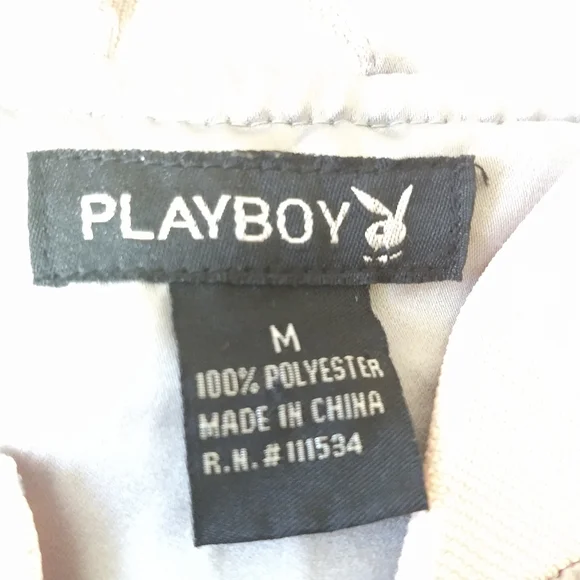 PLAYBOY
M
100% POLYESTER
MADE IN CHINA
R.N. # 111534